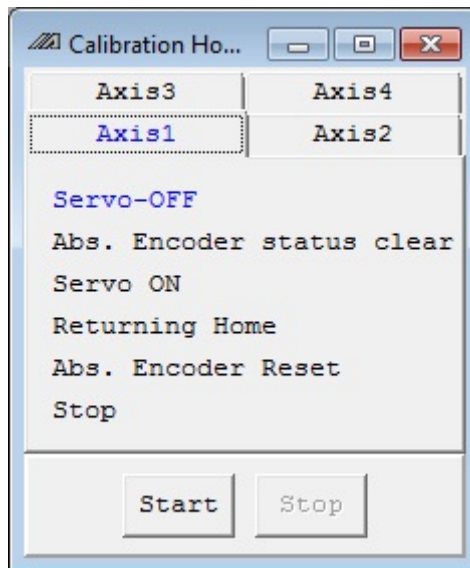 Calibration Ho...
Axis3 Axis4
Axis1 Axis2
Servo-OFF
Abs. Encoder status clear
Servo ON
Returning Home
Abs. Encoder Reset
Stop
Start Stop